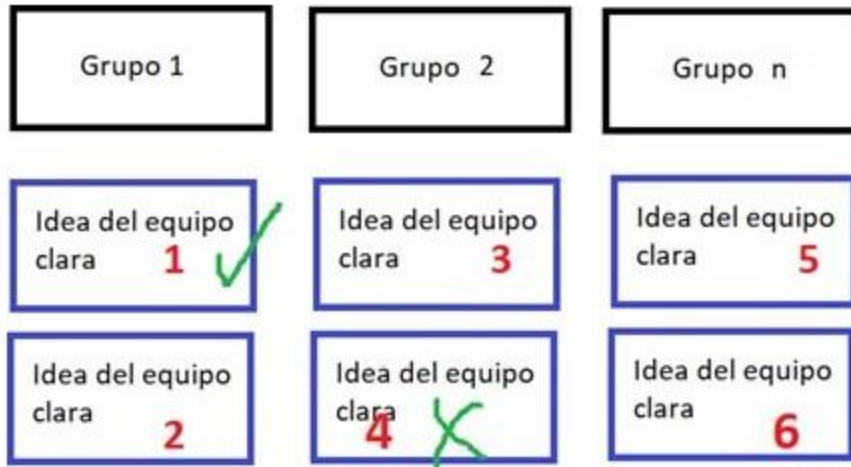 Grupo 1
Grupo 2
Grupo n
Idea del equipo
clara 1
Idea del equipo
clara 3
Idea del equipo
clara 5
Idea del equipo
clara 2
Idea del equipo
clara 4
Idea del equipo
clara 6